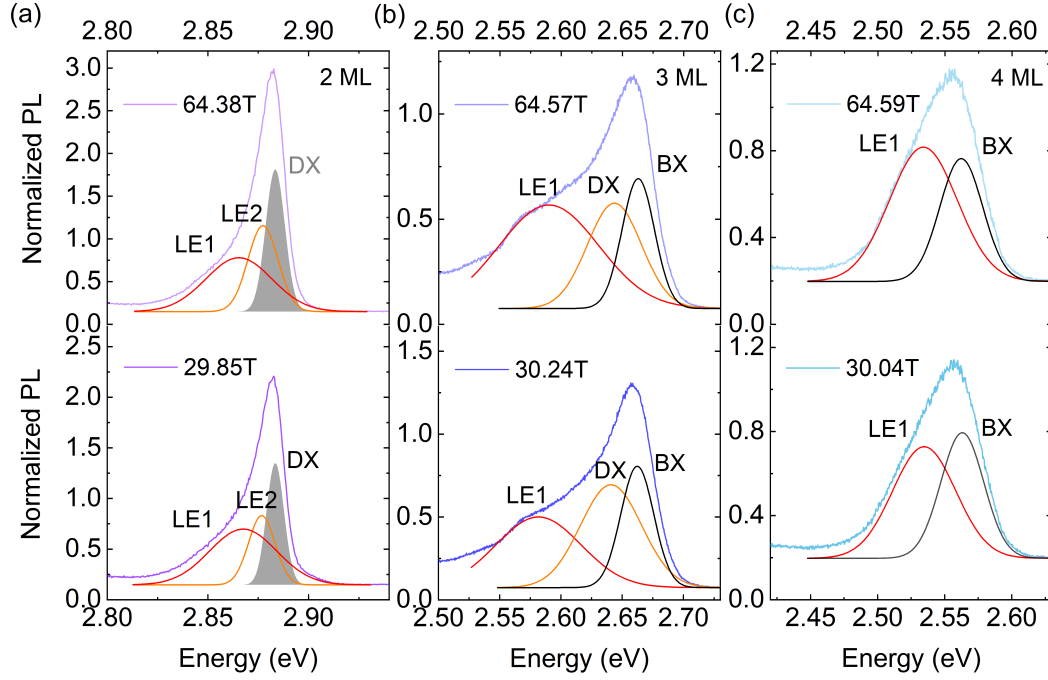 (a)
(b)
(c)
2.80 2.85 2.90
2.50 2.55 2.60 2.65 2.70
2.45 2.50 2.55 2.60
Normalized PL
3.0
2.5
2.0
1.5
1.0
0.5
0.0
2 ML
64.38T
DX
LE2
LE1
1.0
0.5
0.0
3 ML
64.57T
LE1
DX
BX
1.2
0.8
0.4
0.0
4 ML
64.59T
LE1
BX
Normalized PL
2.5
2.0
1.5
1.0
0.5
0.0
29.85T
DX
LE2
LE1
1.5
1.0
0.5
0.0
30.24T
BX
DX
LE1
1.2
0.8
0.4
0.0
30.04T
LE1
BX
2.80 2.85 2.90
2.50 2.55 2.60 2.65 2.70
2.45 2.50 2.55 2.60
Energy (eV)
Energy (eV)
Energy (eV)